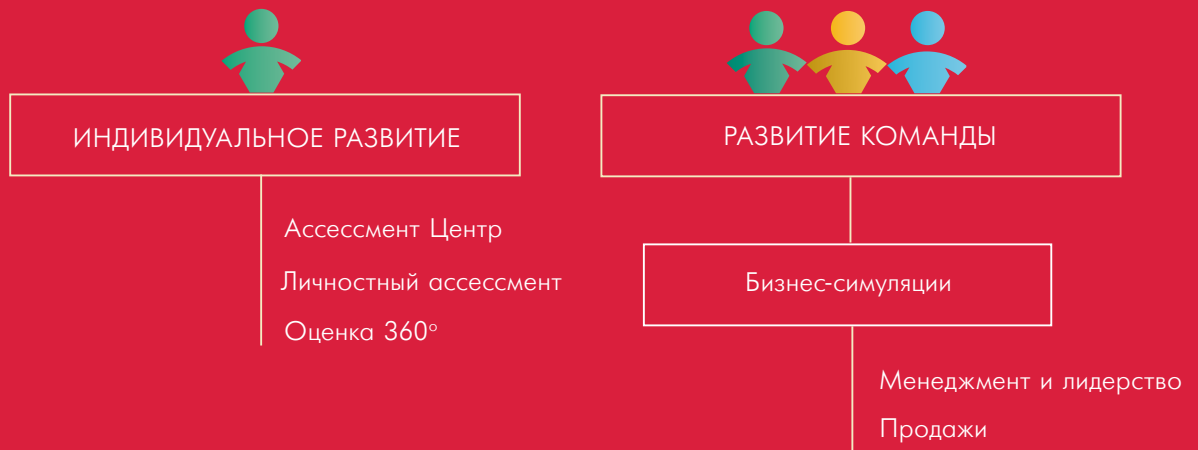 ИНДИВИДУАЛЬНОЕ РАЗВИТИЕ
Ассессмент Центр
Личностный ассессмент
Оценка 360°
РАЗВИТИЕ КОМАНДЫ
Бизнес-симуляции
Менеджмент и лидерство
Продажи